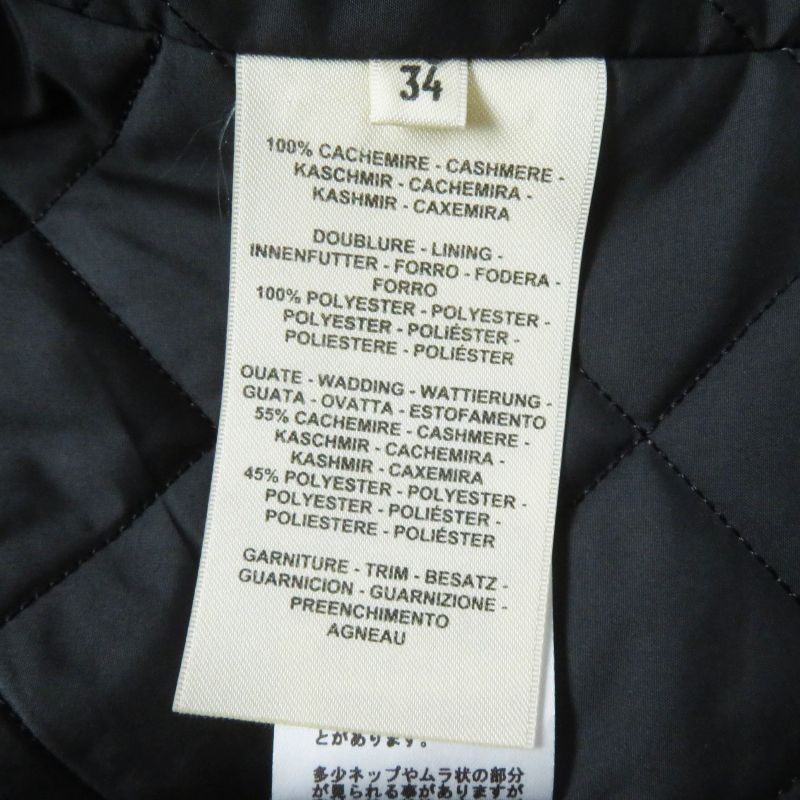 34
100% CACHEMIRE - CASHMERE -
KASCHMIR - CACHEMIRA -
KASHMIR - CAXEMIRA
DOUBLURE - LINING -
INNENFUTTER - FORRO - FODERA -
FORRO
100% POLYESTER - POLYESTER -
POLYESTER - POLIÉSTER -
POLIESTERE - POLIÉSTER
OUATE - WADDING - WATTIERUNG -
GUATA - OVATTA - ESTOFAMENTO
55% CACHEMIRE - CASHMERE -
KASCHMIR - CACHEMIRA -
KASHMIR - CAXEMIRA
45% POLYESTER - POLYESTER -
POLYESTER - POLIÉSTER -
POLIESTERE - POLIÉSTER
GARNITURE - TRIM - BESATZ -
GUARNICION - GUARNIZIONE -
PREENCHIMENTO
AGNEAU
とがあります。
多少ネップやムラ状の部分
が見られる事がありますが